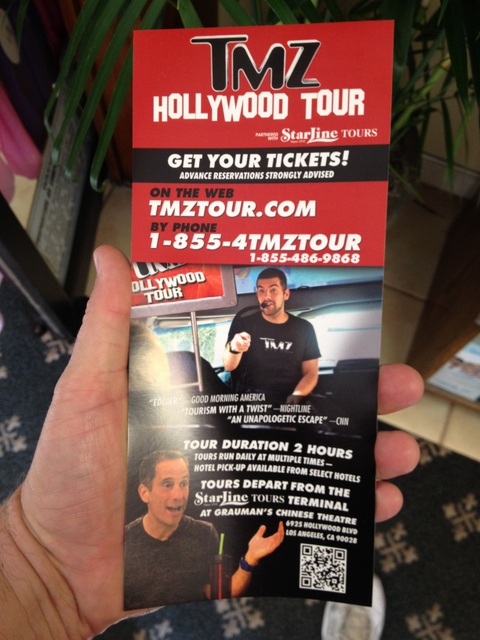 TMZ
HOLLYWOOD TOUR
PARTNERED WITH StarLine TOURS
GET YOUR TICKETS!
ADVANCE RESERVATIONS STRONGLY ADVISED
ON THE WEB
TMZTOUR.COM
BY PHONE
1-855-4TMZTOUR
1-855-486-9868
OLLYWOOD
TOUR
TMZ
— GOOD MORNING AMERICA
"TOURISM WITH A TWIST" —NIGHTLINE
"AN UNAPOLOGETIC ESCAPE" —CNN
TOUR DURATION 2 HOURS
TOURS RUN DAILY AT MULTIPLE TIMES —
HOTEL PICK-UP AVAILABLE FROM SELECT HOTELS
TOURS DEPART FROM THE
StarLine TOURS TERMINAL
AT GRAUMAN'S CHINESE THEATRE
6925 HOLLYWOOD BLVD
LOS ANGELES, CA 90028